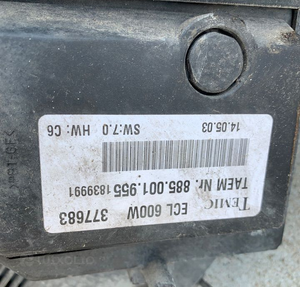 TEMIC ECL 600W 377683
TAEM Nr. 885.001.955 1839991
14.05.03 SW:7.0 HW: C6